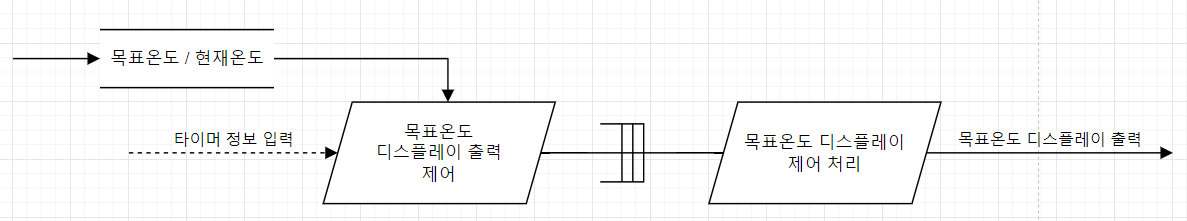 목표온도 / 현재온도
타이머 정보 입력
목표온도
디스플레이 출력
제어
목표온도 디스플레이
제어 처리
목표온도 디스플레이 출력